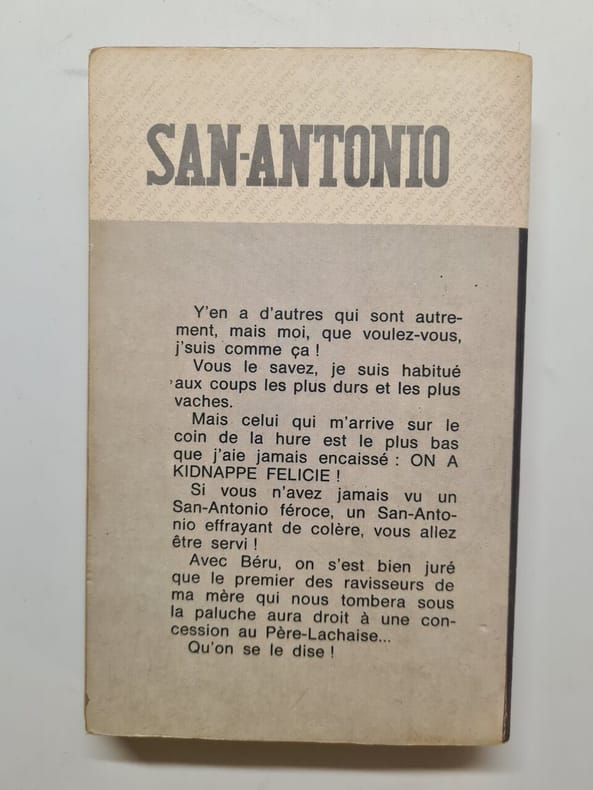 SAN-ANTONIO
Y'en a d'autres qui sont autre-
ment, mais moi, que voulez-vous,
j'suis comme ça !
Vous le savez, je suis habitué
aux coups les plus durs et les plus
vaches.
Mais celui qui m'arrive sur le
coin de la hure est le plus bas
que j'aie jamais encaissé : ON A
KIDNAPPE FELICIE !
Si vous n'avez jamais vu un
San-Antonio féroce, un San-Anto-
nio effrayant de colère, vous allez
être servi !
Avec Béru, on s'est bien juré
que le premier des ravisseurs de
ma mère qui nous tombera sous
la paluche aura droit à une con-
cession au Père-Lachaise...
Qu'on se le dise !